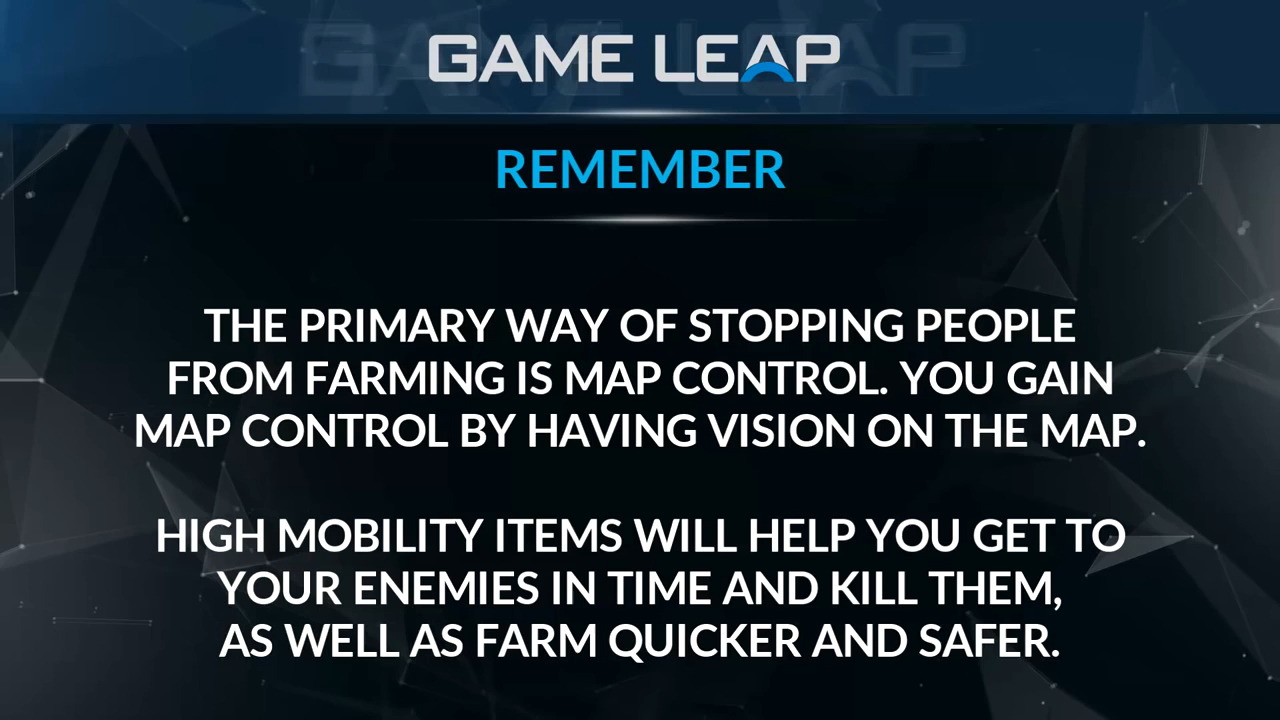 GAME LEAP
REMEMBER
THE PRIMARY WAY OF STOPPING PEOPLE
FROM FARMING IS MAP CONTROL. YOU GAIN
MAP CONTROL BY HAVING VISION ON THE MAP.
HIGH MOBILITY ITEMS WILL HELP YOU GET TO
YOUR ENEMIES IN TIME AND KILL THEM,
AS WELL AS FARM QUICKER AND SAFER.